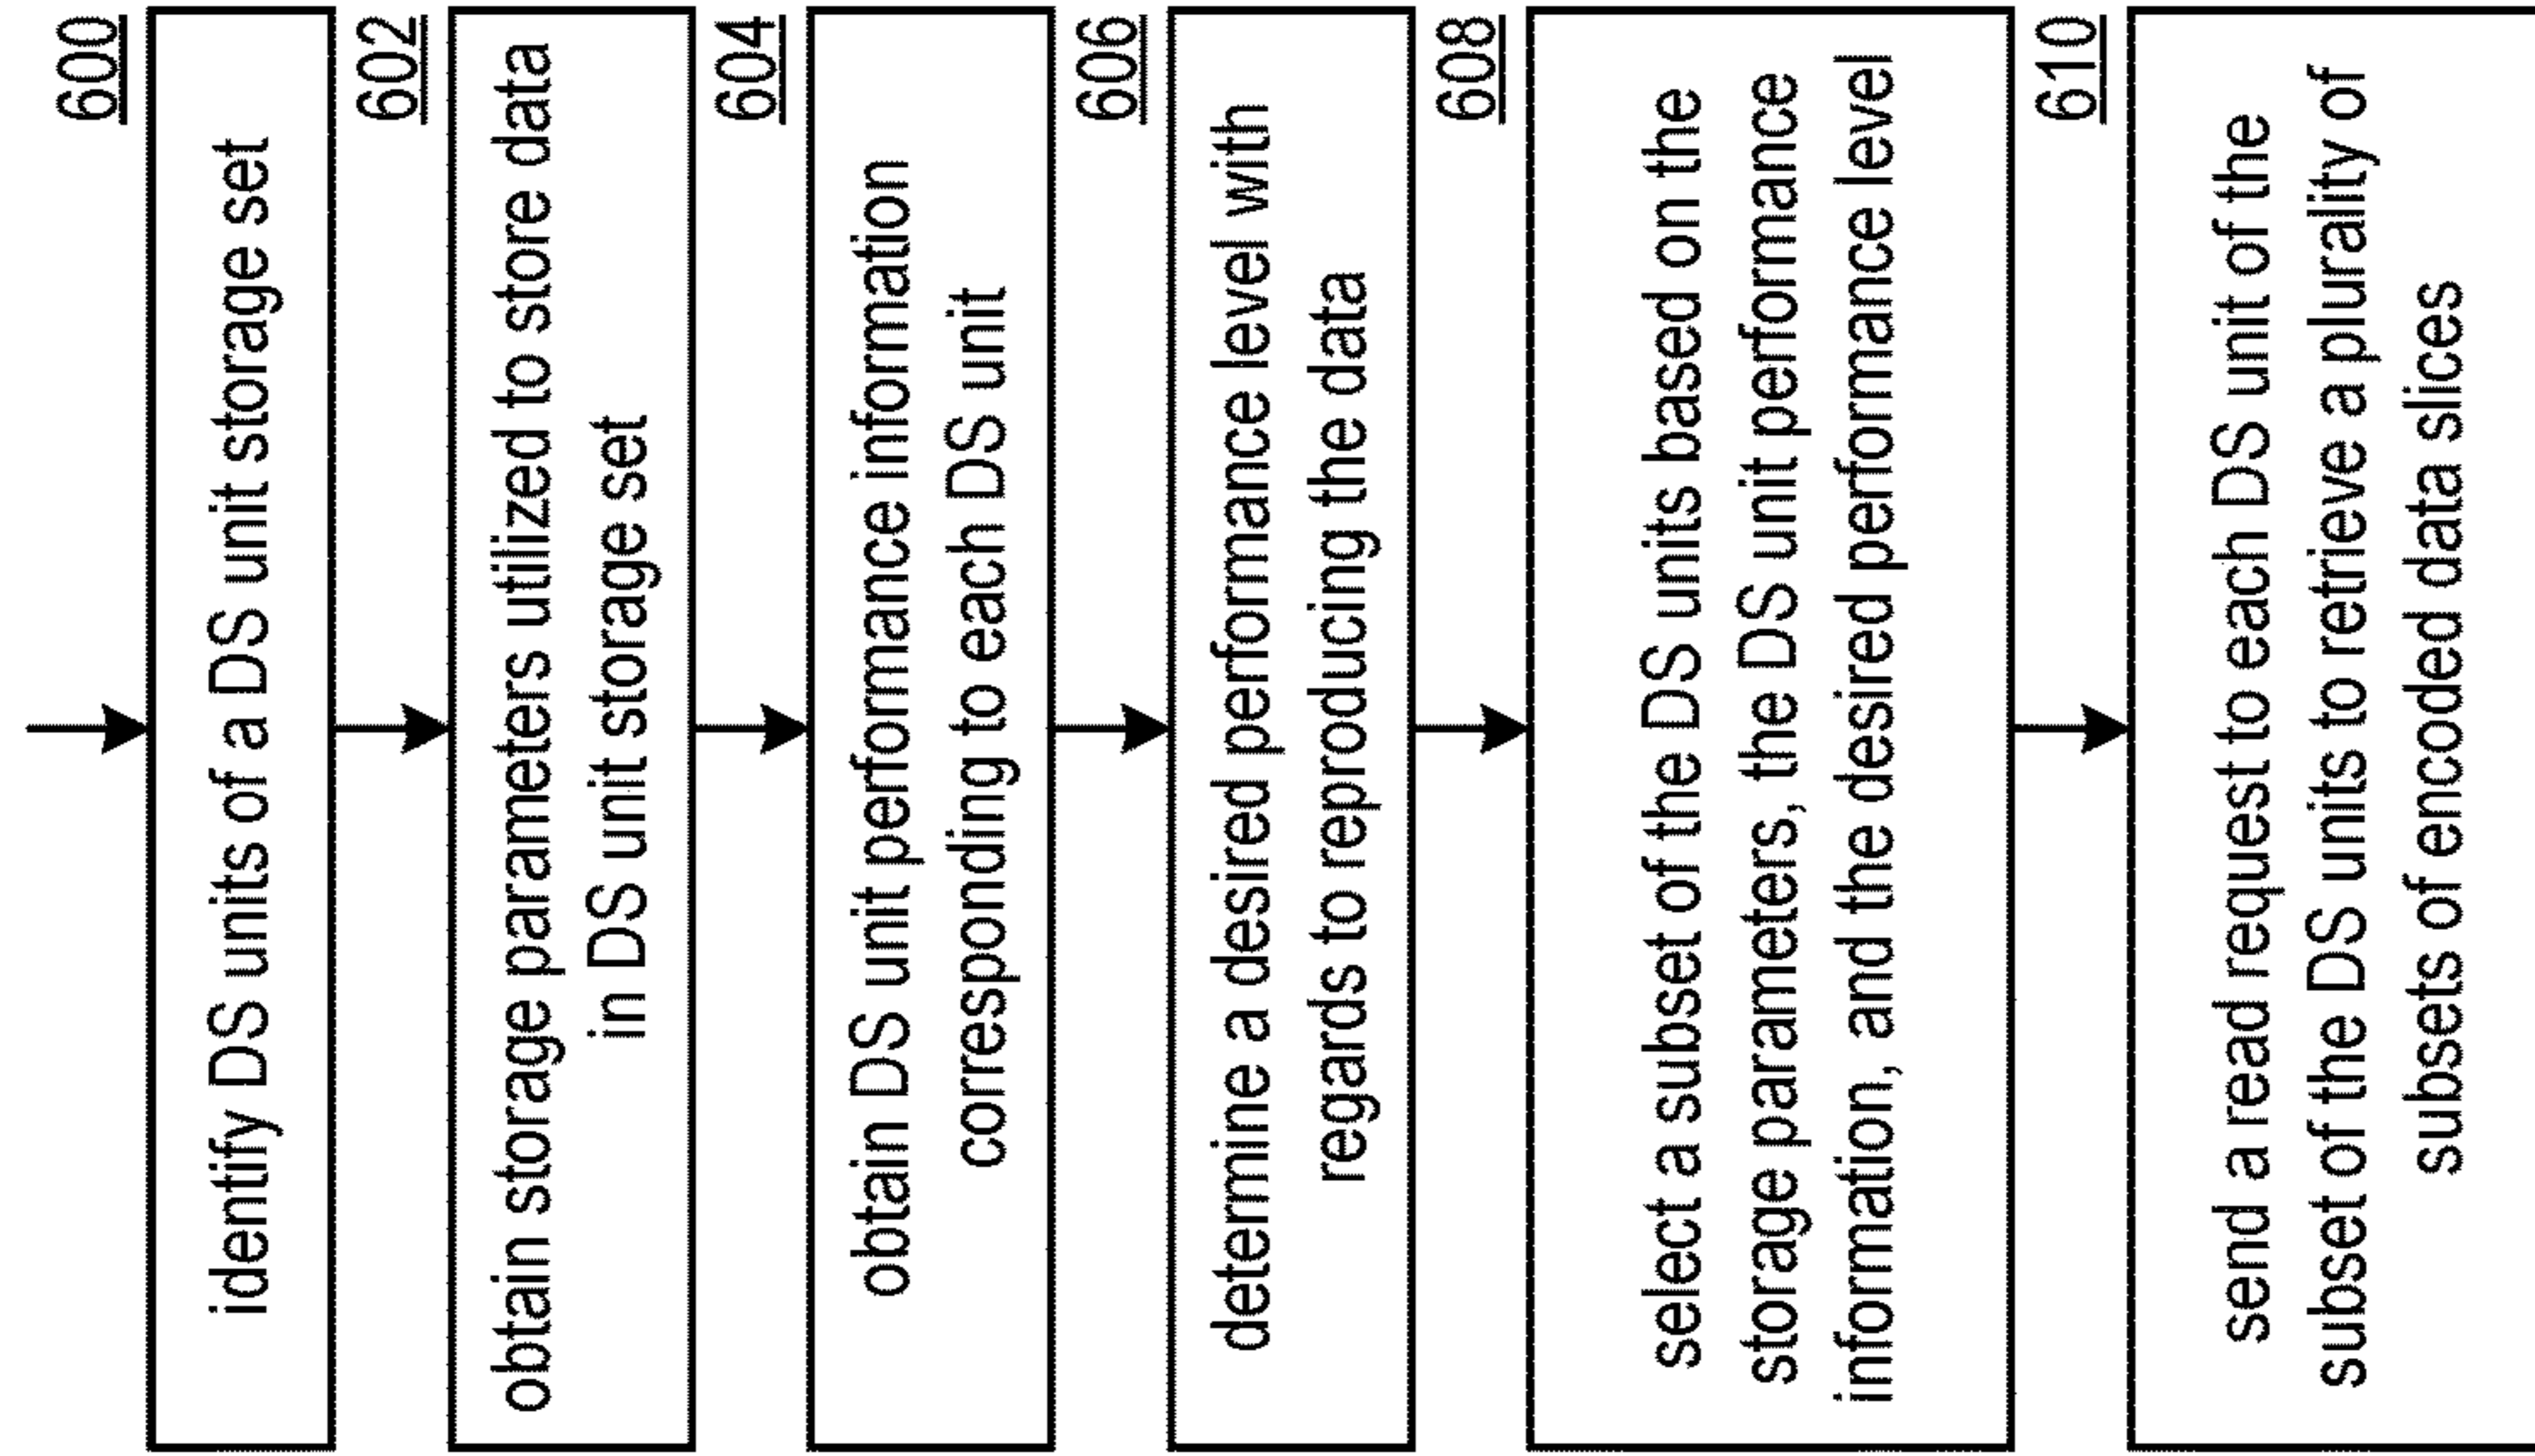 600
identify DS units of a DS unit storage set
602
obtain storage parameters utilized to store data
in DS unit storage set
604
obtain DS unit performance information
corresponding to each DS unit
606
determine a desired performance level with
regards to reproducing the data
608
select a subset of the DS units based on the
storage parameters, the DS unit performance
information, and the desired performance level
610
send a read request to each DS unit of the
subset of the DS units to retrieve a plurality of
subsets of encoded data slices